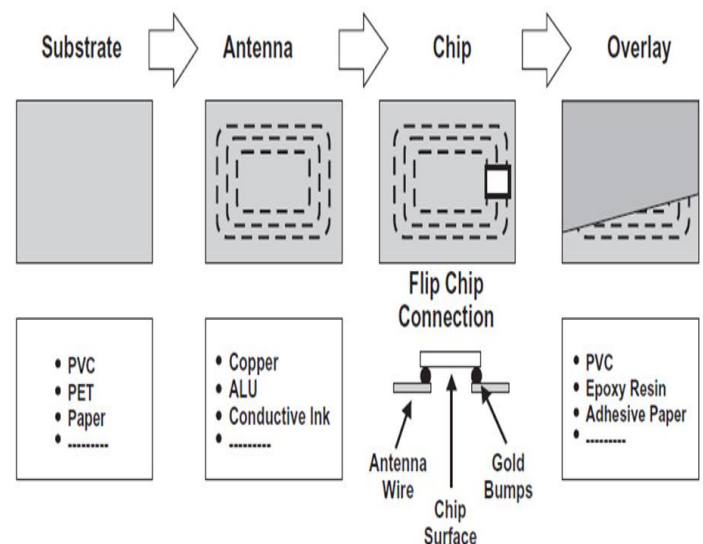 Substrate
Antenna
Chip
Overlay
Flip Chip
Connection
• PVC
• PET
• Paper
• ---------
• Copper
• ALU
• Conductive Ink
• ---------
Antenna
Wire
Chip
Surface
Gold
Bumps
• PVC
• Epoxy Resin
• Adhesive Paper
• ---------